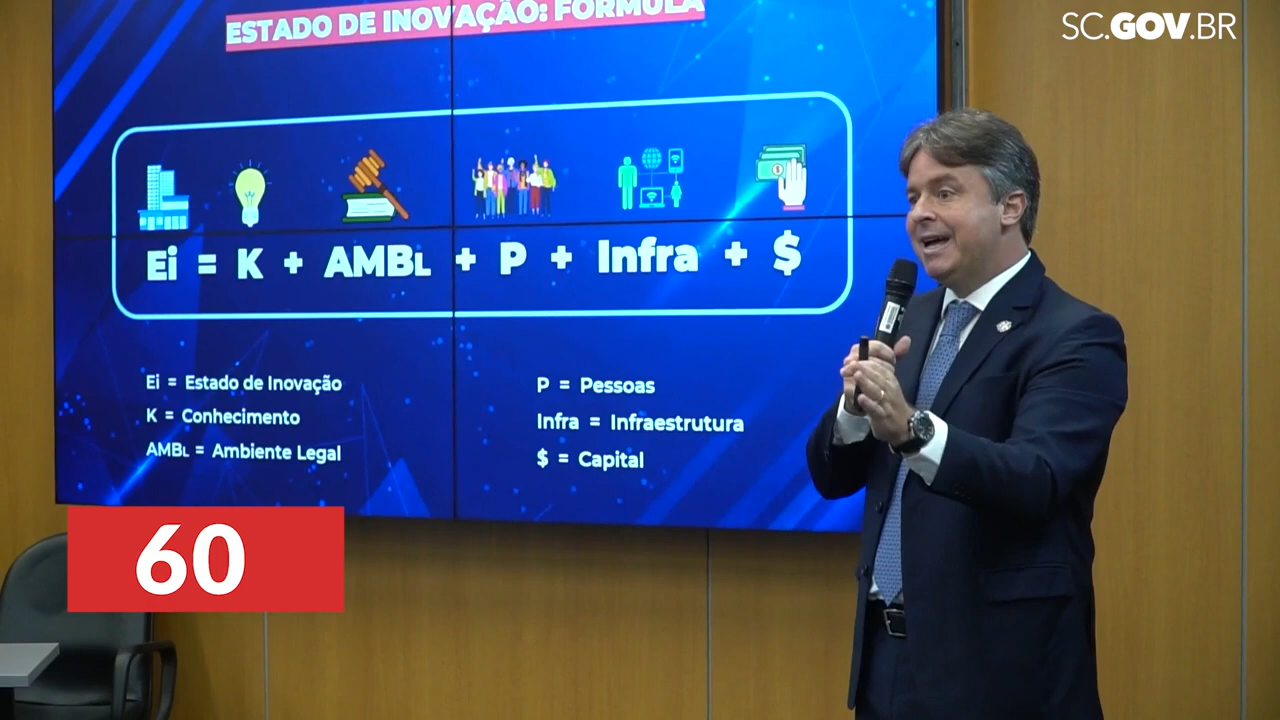 SC.GOV.BR
ESTADO DE INOVAÇÃO: FÓRMULA
Ei = K + AMBL + P + Infra + $
Ei = Estado de Inovação
K = Conhecimento
AMBL = Ambiente Legal
P = Pessoas
Infra = Infraestrutura
$ = Capital
60